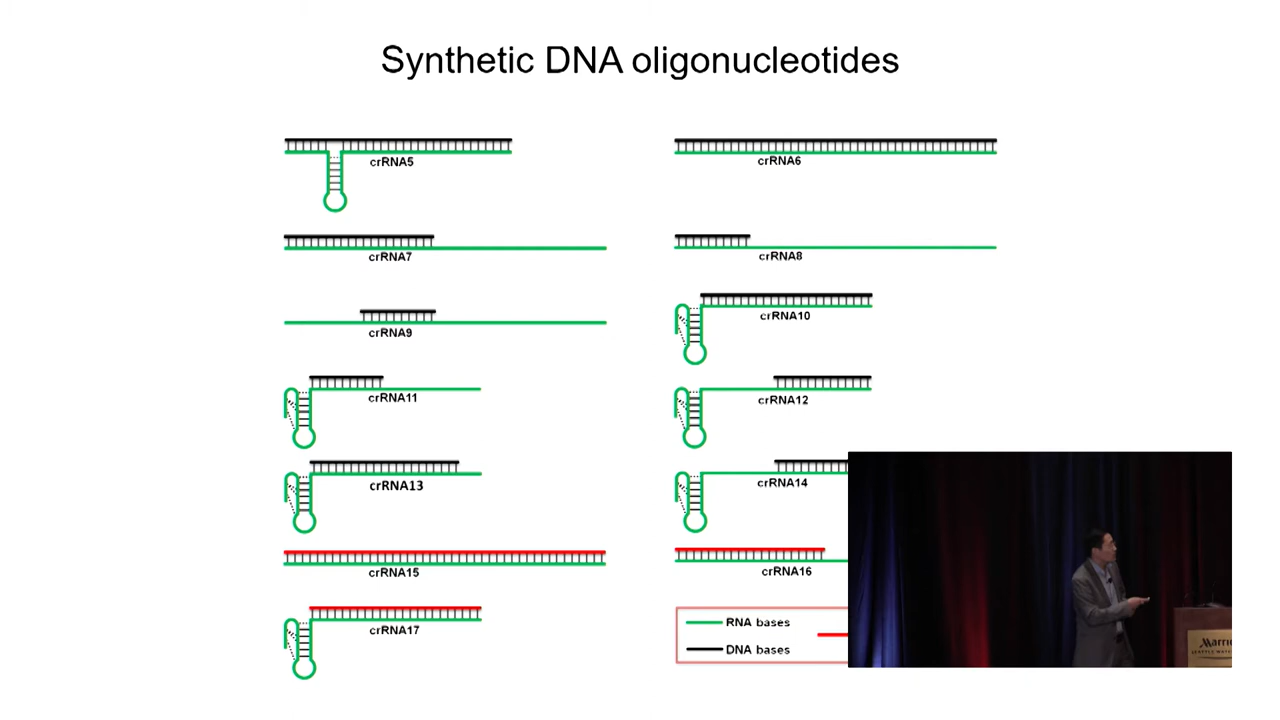 Synthetic DNA oligonucleotides
crRNA5
crRNA6
crRNA7
crRNA8
crRNA9
crRNA10
crRNA11
crRNA12
crRNA13
crRNA14
crRNA15
crRNA16
crRNA17
RNA bases
DNA bases